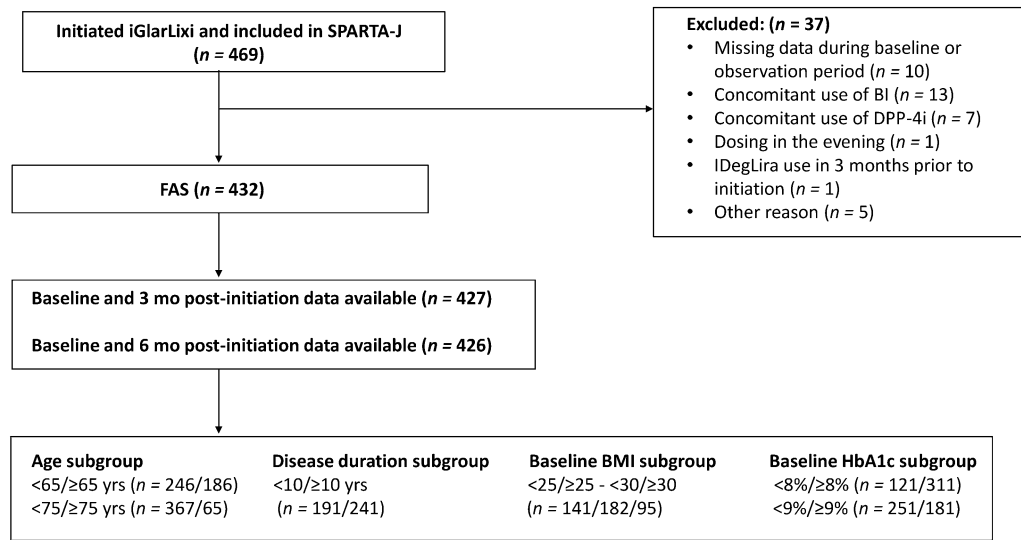 Initiated iGlarLixi and included in SPARTA-J
(n = 469)
Excluded: (n = 37)
• Missing data during baseline or
observation period (n = 10)
• Concomitant use of BI (n = 13)
• Concomitant use of DPP-4i (n = 7)
• Dosing in the evening (n = 1)
• IDegLira use in 3 months prior to
initiation (n = 1)
• Other reason (n = 5)
FAS (n = 432)
Baseline and 3 mo post-initiation data available (n = 427)
Baseline and 6 mo post-initiation data available (n = 426)
Age subgroup
<65/≥65 yrs (n = 246/186)
<75/≥75 yrs (n = 367/65)
Disease duration subgroup
<10/≥10 yrs
(n = 191/241)
Baseline BMI subgroup
<25/≥25 - <30/≥30
(n = 141/182/95)
Baseline HbA1c subgroup
<8%/≥8% (n = 121/311)
<9%/≥9% (n = 251/181)